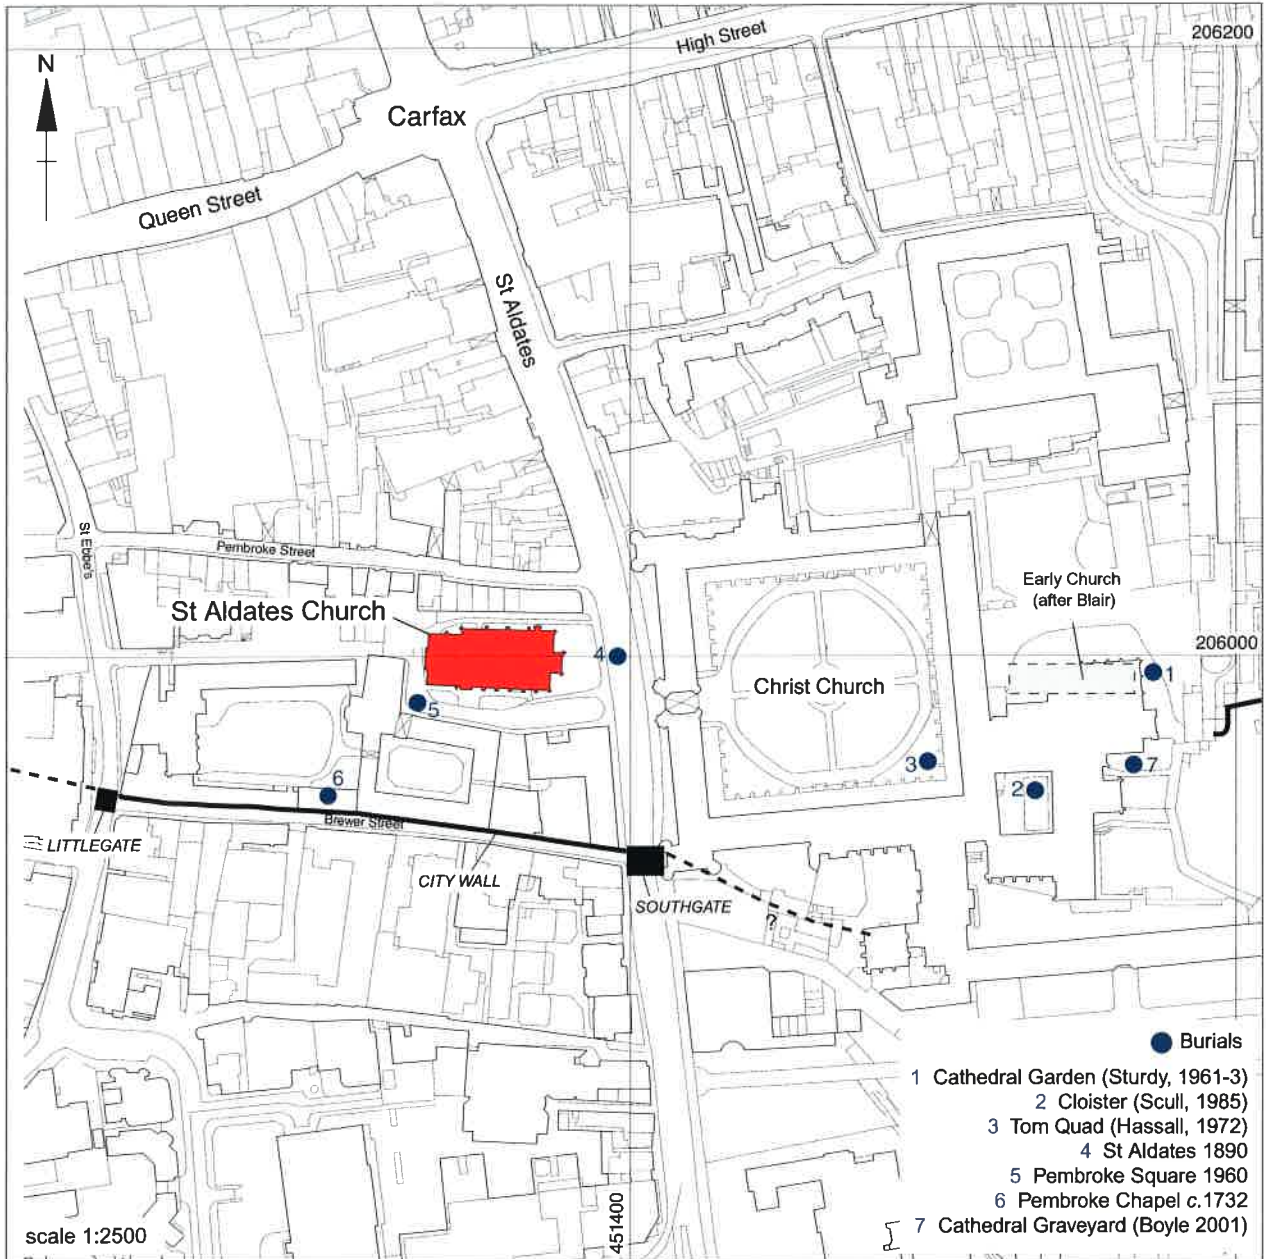 High Street
206200
N
Carfax
Queen Street
St Aldates
St Ebbe's
Pembroke Street
Early Church
(after Blair)
St Aldates Church
206000
4
1
Christ Church
5
3
7
6
2
Brewer Street
LITTLEGATE
CITY WALL
SOUTHGATE
?
Burials
1 Cathedral Garden (Sturdy, 1961-3)
2 Cloister (Scull, 1985)
3 Tom Quad (Hassall, 1972)
4 St Aldates 1890
5 Pembroke Square 1960
6 Pembroke Chapel c.1732
7 Cathedral Graveyard (Boyle 2001)
451400
scale 1:2500